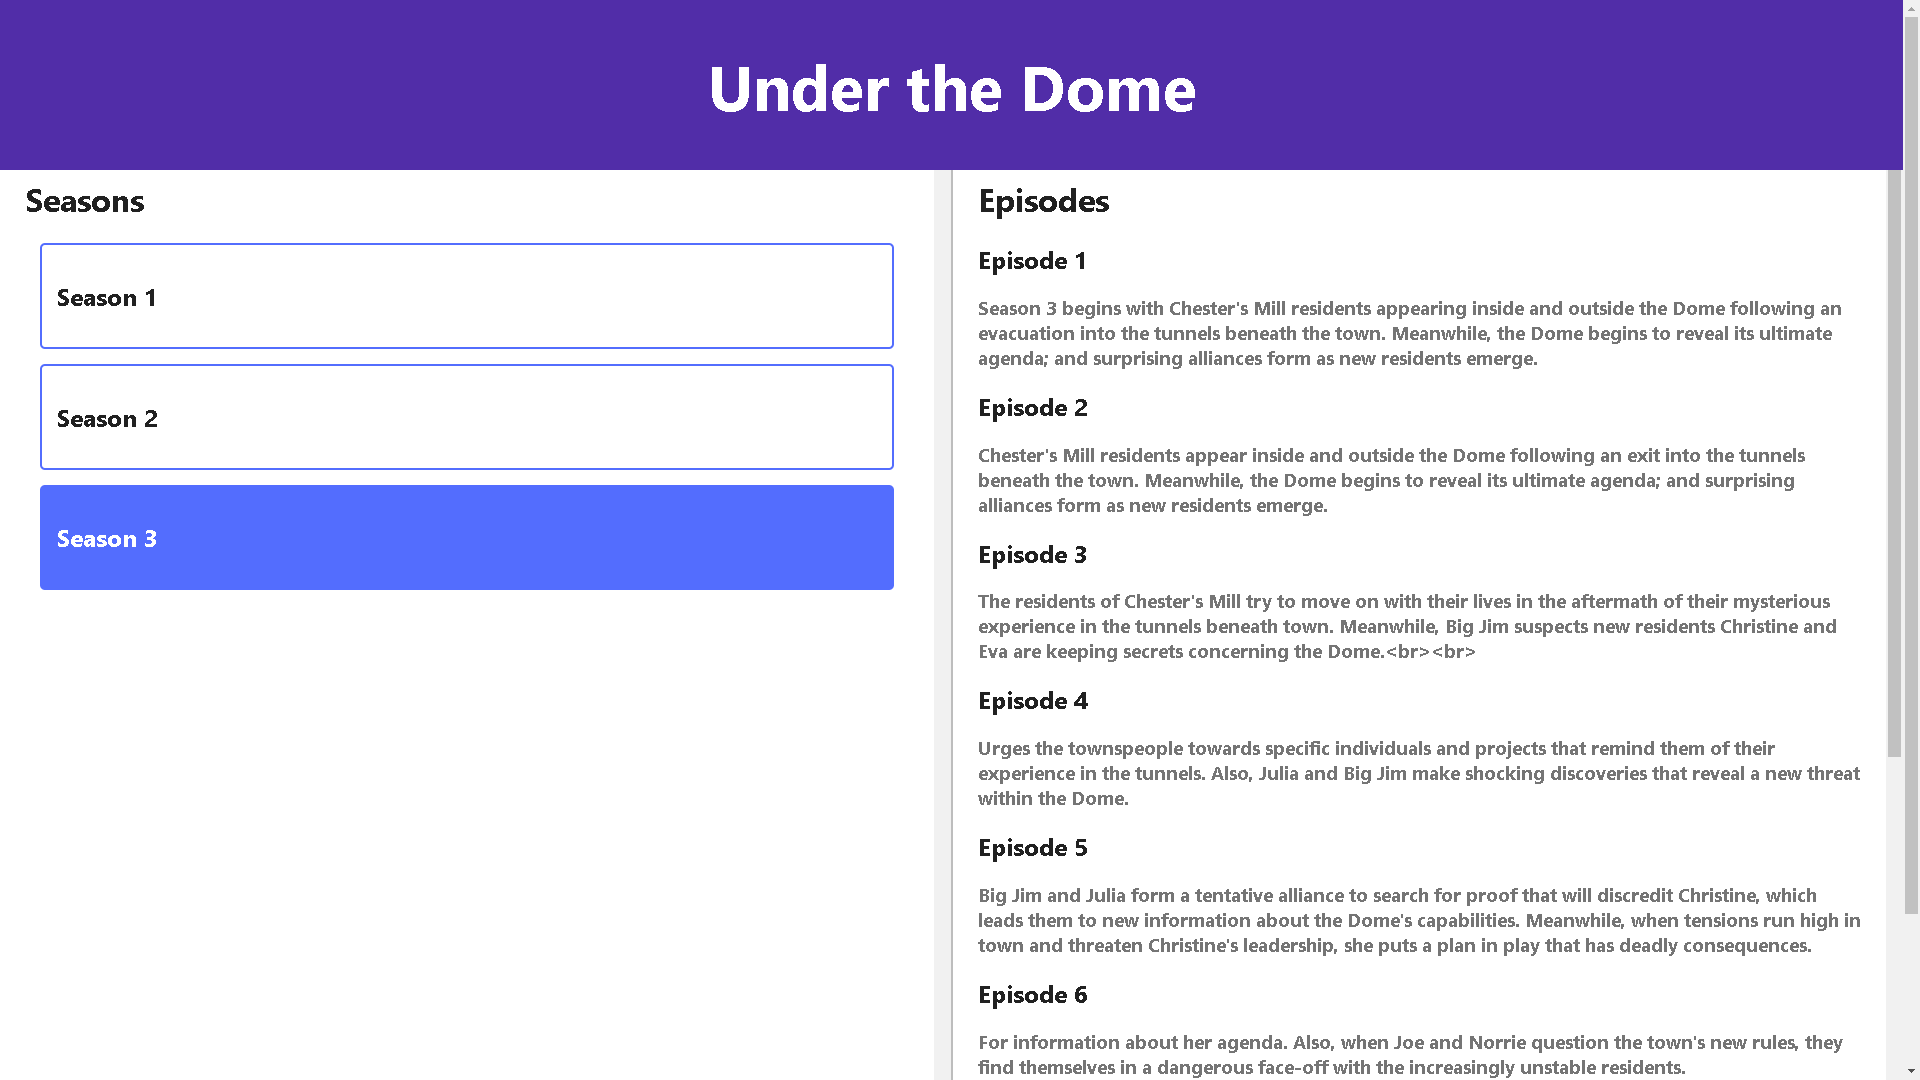 Under the Dome
Seasons
Season 1
Season 2
Season 3
Episodes
Episode 1
Season 3 begins with Chester's Mill residents appearing inside and outside the Dome following an
evacuation into the tunnels beneath the town. Meanwhile, the Dome begins to reveal its ultimate
agenda; and surprising alliances form as new residents emerge.
Episode 2
Chester's Mill residents appear inside and outside the Dome following an exit into the tunnels
beneath the town. Meanwhile, the Dome begins to reveal its ultimate agenda; and surprising
alliances form as new residents emerge.
Episode 3
The residents of Chester's Mill try to move on with their lives in the aftermath of their mysterious
experience in the tunnels beneath town. Meanwhile, Big Jim suspects new residents Christine and
Eva are keeping secrets concerning the Dome.<br><br>
Episode 4
Urges the townspeople towards specific individuals and projects that remind them of their
experience in the tunnels. Also, Julia and Big Jim make shocking discoveries that reveal a new threat
within the Dome.
Episode 5
Big Jim and Julia form a tentative alliance to search for proof that will discredit Christine, which
leads them to new information about the Dome's capabilities. Meanwhile, when tensions run high in
town and threaten Christine's leadership, she puts a plan in play that has deadly consequences.
Episode 6
For information about her agenda. Also, when Joe and Norrie question the town's new rules, they
find themselves in a dangerous face-off with the increasingly unstable residents.